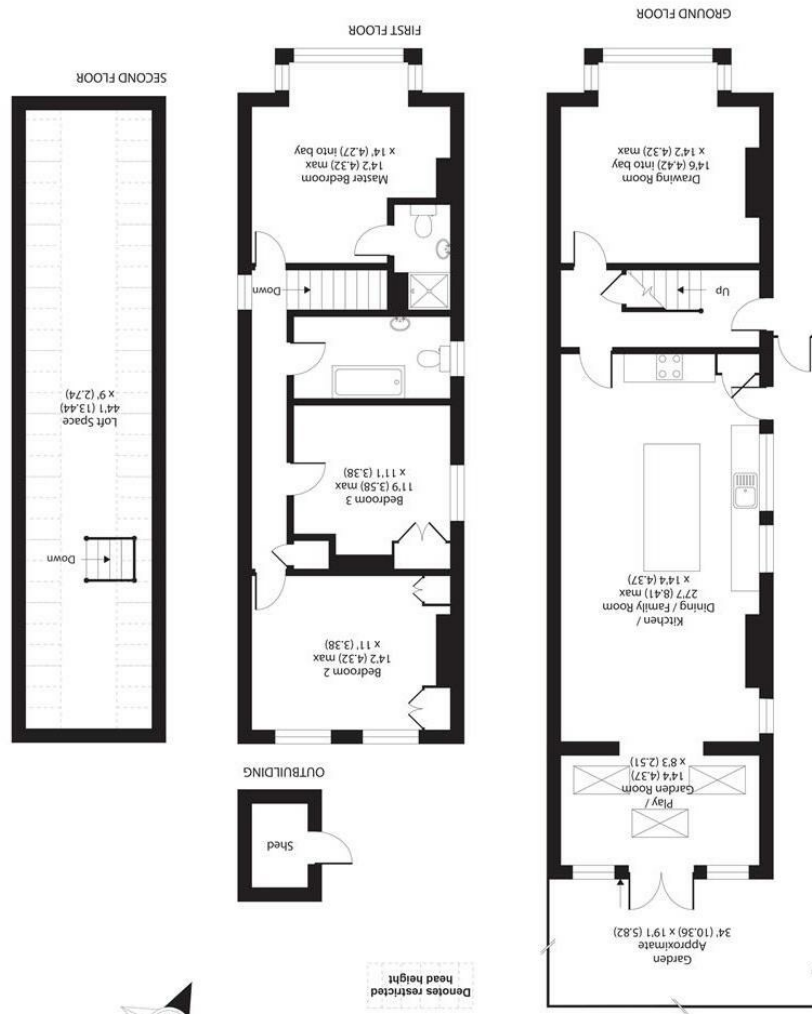 Garden
Approximate
34' (10.36) x 19'1 (5.82)
Play /
Garden Room
14'4 (4.37)
x 8'3 (2.51)
Kitchen /
Dining / Family Room
27'7 (8.41) max
x 14'4 (4.37)
Up
Drawing Room
14'6 (4.42) into bay
x 14'2 (4.32) max
GROUND FLOOR
Denotes restricted
head height
Shed
OUTBUILDING
Bedroom 2
14'2 (4.32) max
x 11' (3.38)
Bedroom 3
11'9 (3.58) max
x 11'1 (3.38)
Down
Master Bedroom
14'2 (4.32) max
x 14' (4.27) into bay
FIRST FLOOR
Down
Loft Space
44'1 (13.44)
x 9' (2.74)
SECOND FLOOR